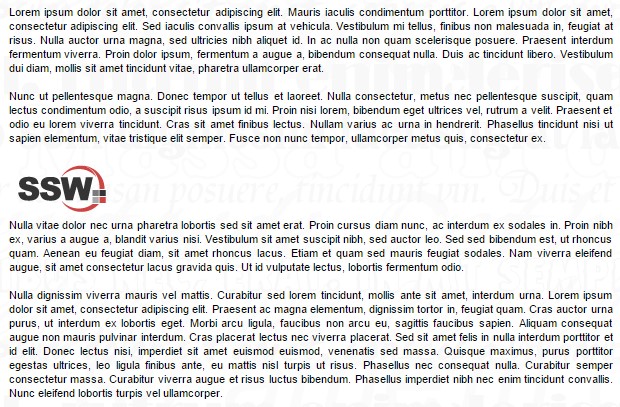 Lorem ipsum dolor sit amet, consectetur adipiscing elit. Mauris iaculis condimentum porttitor. Lorem ipsum dolor sit amet,
consectetur adipiscing elit. Sed iaculis convallis ipsum at vehicula. Vestibulum mi tellus, finibus non malesuada in, feugiat at
risus. Nulla auctor urna magna, sed ultricies nibh aliquet id. In ac nulla non quam scelerisque posuere. Praesent interdum
fermentum viverra. Proin dolor ipsum, fermentum a augue a, bibendum consequat nulla. Duis ac tincidunt libero. Vestibulum
dui diam, mollis sit amet tincidunt vitae, pharetra ullamcorper erat.
Nunc ut pellentesque magna. Donec tempor ut tellus et laoreet. Nulla consectetur, metus nec pellentesque suscipit, quam
lectus condimentum odio, a suscipit risus ipsum id mi. Proin nisi lorem, bibendum eget ultrices vel, rutrum a velit. Praesent et
odio eu lorem viverra tincidunt. Cras sit amet finibus lectus. Nullam varius ac urna in hendrerit. Phasellus tincidunt nisi ut
sapien elementum, vitae tristique elit semper. Fusce non nunc tempor, ullamcorper metus quis, consectetur ex.
SSW
posuere, tincidunt
Nulla vitae dolor nec urna pharetra lobortis sed sit amet erat. Proin cursus diam nunc, ac interdum ex sodales in. Proin nibh
ex, varius a augue a, blandit varius nisi. Vestibulum sit amet suscipit nibh, sed auctor leo. Sed sed bibendum est, ut rhoncus
quam. Aenean eu feugiat diam, sit amet rhoncus lacus. Etiam et quam sed mauris feugiat sodales. Nam viverra eleifend
augue, sit amet consectetur lacus gravida quis. Ut id vulputate lectus, lobortis fermentum odio.
Nulla dignissim viverra mauris vel mattis. Curabitur sed lorem tincidunt, mollis ante sit amet, interdum urna. Lorem ipsum
dolor sit amet, consectetur adipiscing elit. Praesent ac magna elementum, dignissim tortor in, feugiat quam. Cras auctor urna
purus, ut interdum ex lobortis eget. Morbi arcu ligula, faucibus non arcu eu, sagittis faucibus sapien. Aliquam consequat
augue non mauris pulvinar interdum. Cras placerat lectus nec viverra placerat. Sed sit amet felis in nulla interdum porttitor et
id elit. Donec lectus nisi, imperdiet sit amet euismod euismod, venenatis sed massa. Quisque maximus, purus porttitor
egestas ultrices, leo ligula finibus ante, eu mattis nisl turpis ut risus. Phasellus nec consequat nulla. Curabitur semper
consectetur massa. Curabitur viverra augue et risus luctus bibendum. Phasellus imperdiet nibh nec enim tincidunt convallis.
Nunc eleifend lobortis turpis vel ullamcorper.